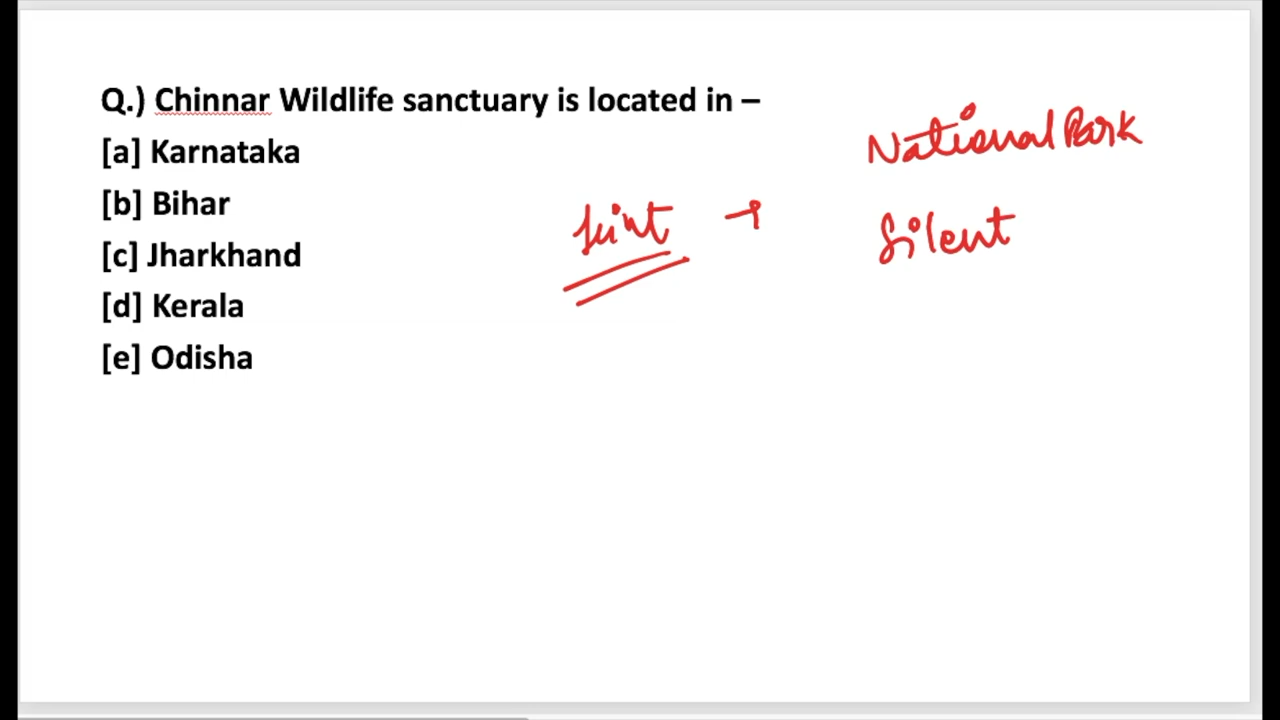 Q.) Chinnar Wildlife sanctuary is located in –
[a] Karnataka
[b] Bihar
[c] Jharkhand
[d] Kerala
[e] Odisha
National Park
Hint →
Silent